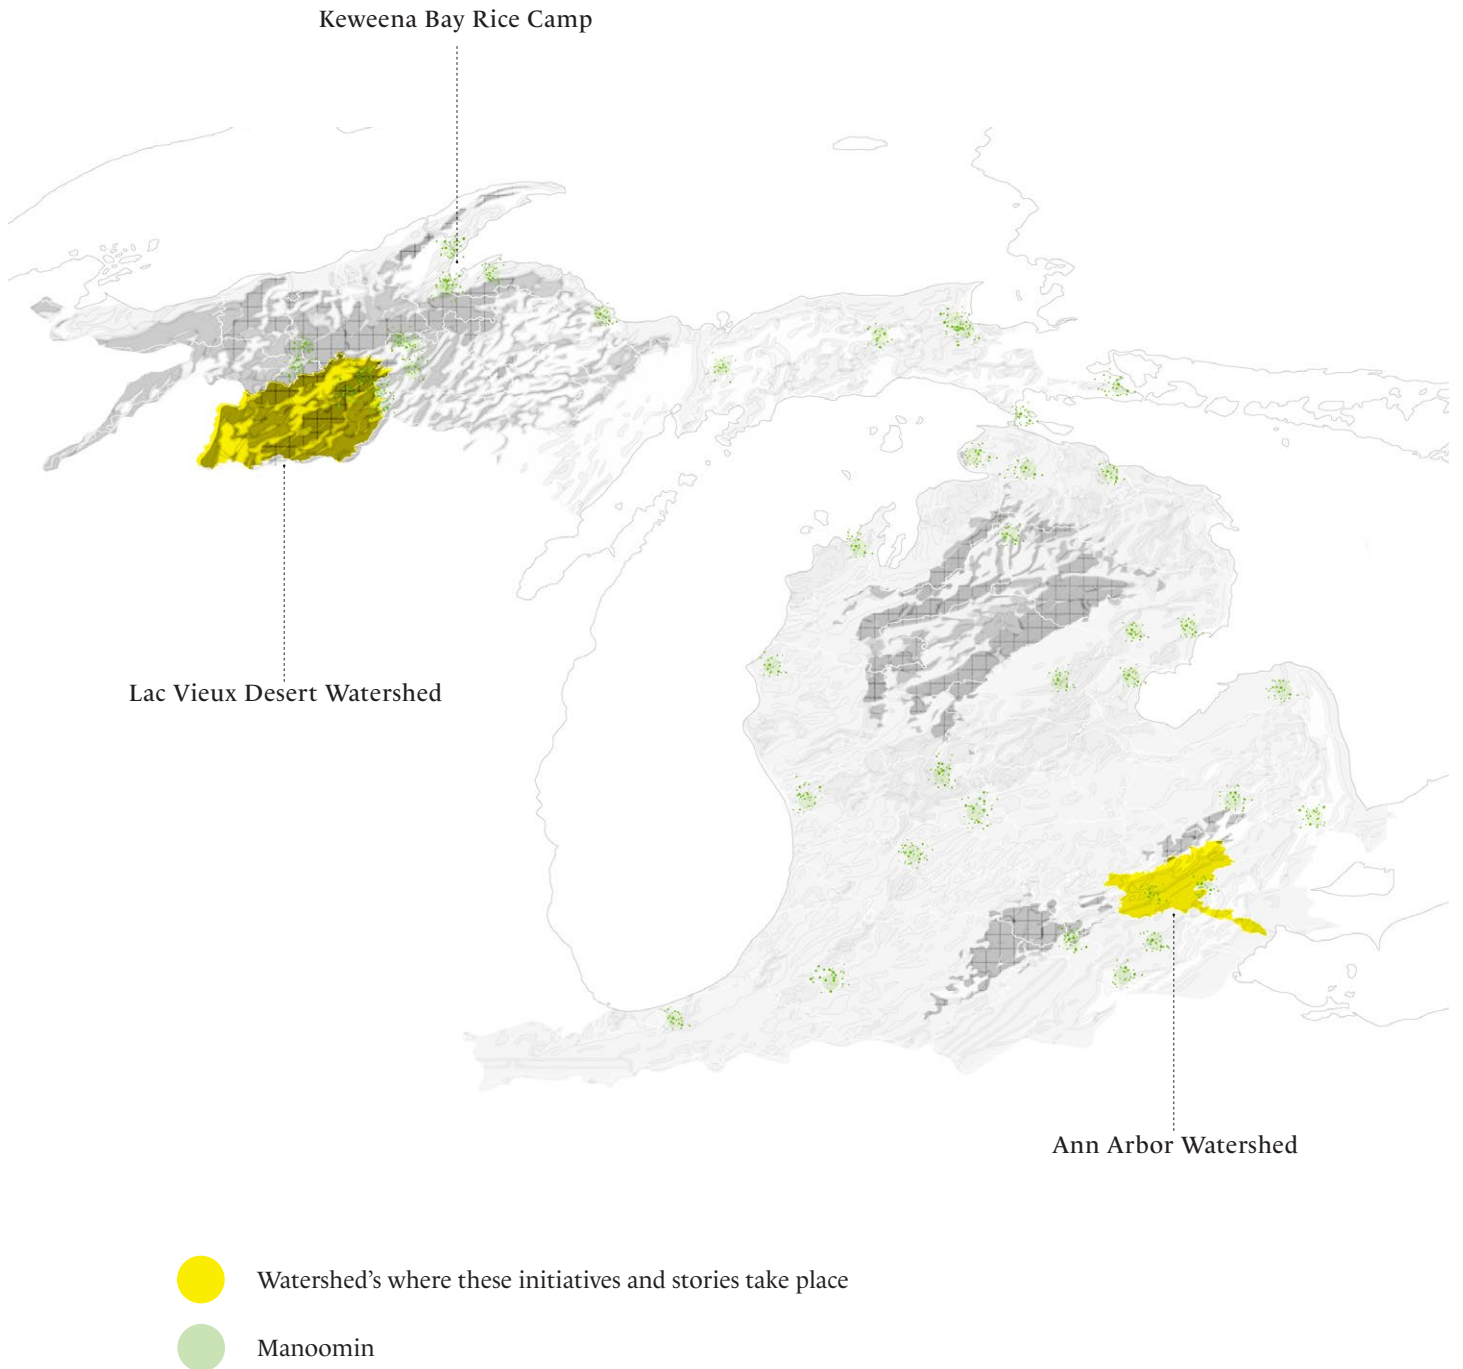 Keweena Bay Rice Camp
Lac Vieux Desert Watershed
Ann Arbor Watershed
Watershed's where these initiatives and stories take place
Manoomin